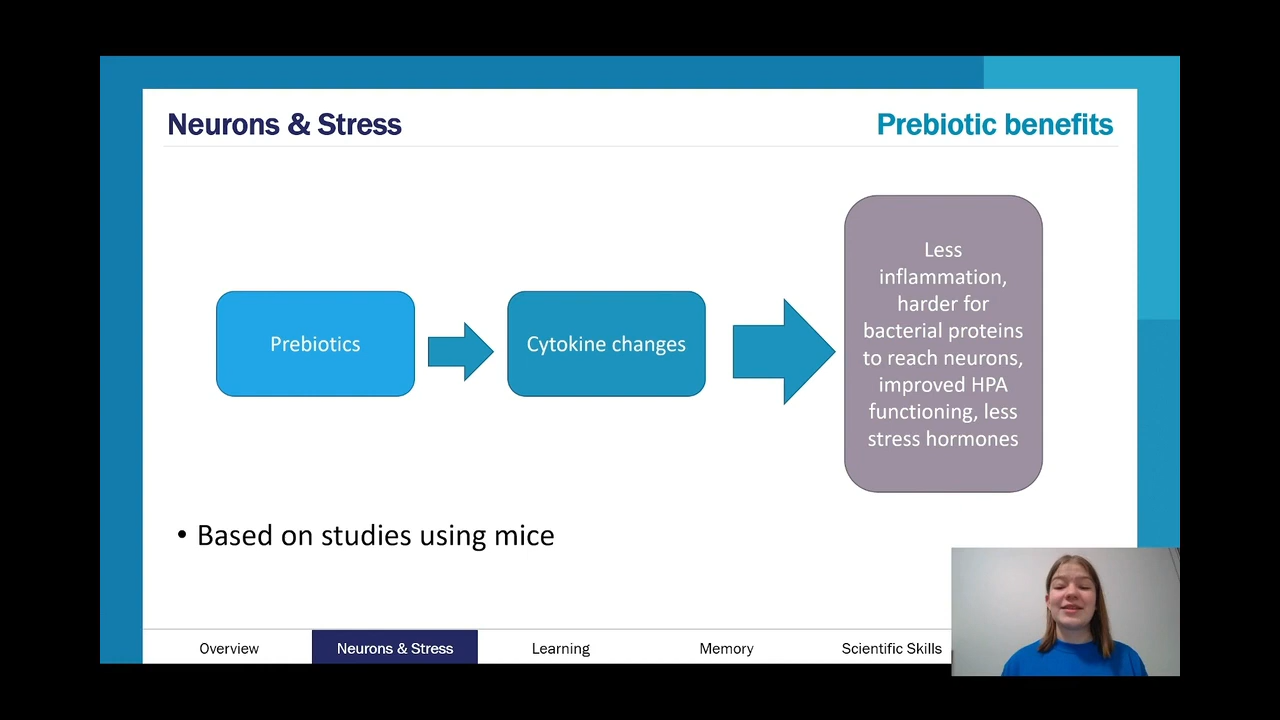 Neurons & Stress
Prebiotic benefits
Prebiotics
Cytokine changes
Less
inflammation,
harder for
bacterial proteins
to reach neurons,
improved HPA
functioning, less
stress hormones
• Based on studies using mice
Overview
Neurons & Stress
Learning
Memory
Scientific Skills